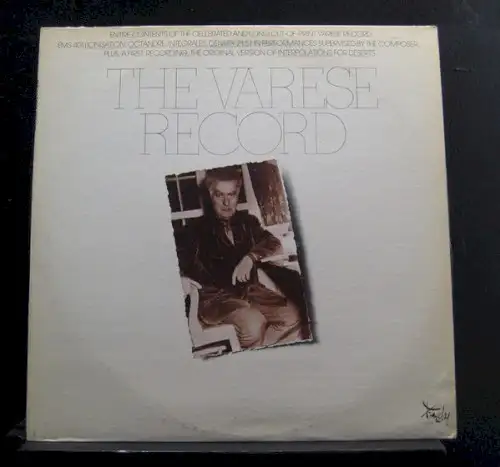 ENTIRE CONTENTS OF THE CELEBRATED AND LONG OUT-OF-PRINT VARESE RECORD
EMS 401: IONISATION, OCTANDRE, INTEGRALES, DENSITY 21.5 IN PERFORMANCES SUPERVISED BY THE COMPOSER.
PLUS: A FIRST RECORDING, THE ORIGINAL VERSION OF INTERPOLATIONS FOR DESERTS.
THE VARESE
RECORD